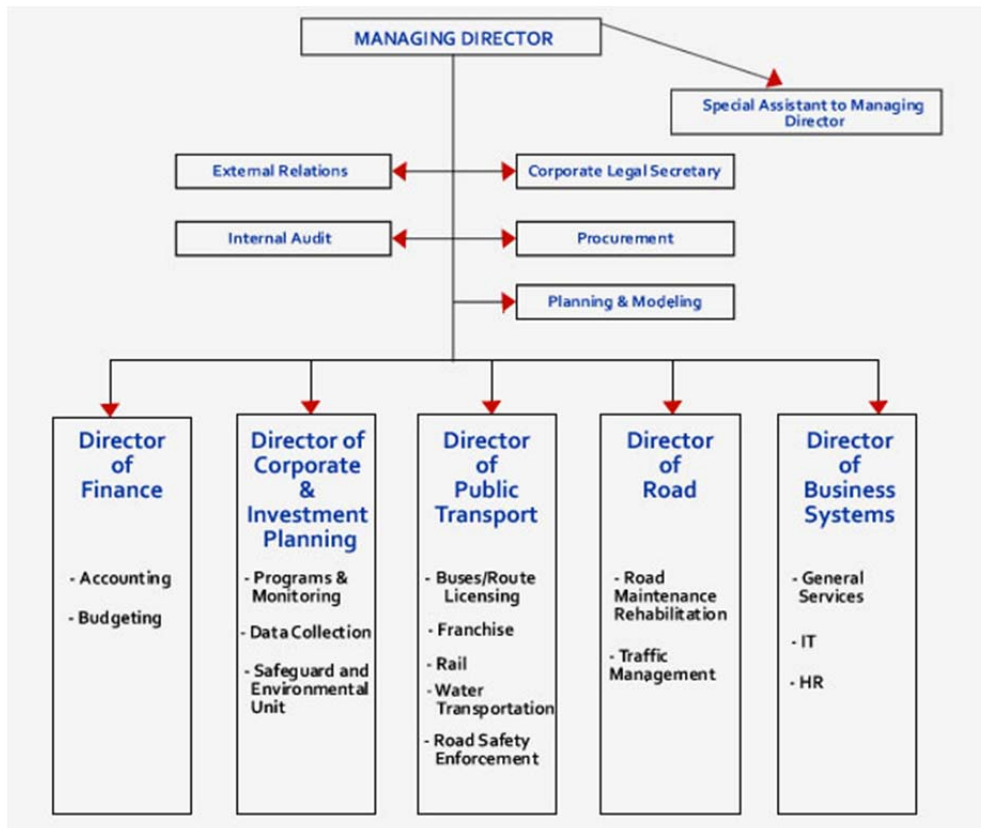 MANAGING DIRECTOR
Special Assistant to Managing
Director
External Relations
Corporate Legal Secretary
Internal Audit
Procurement
Planning & Modeling
Director
of
Finance
- Accounting
- Budgeting
Director of
Corporate
&
Investment
Planning
- Programs &
Monitoring
- Data Collection
- Safeguard and
Environmental
Unit
Director
of
Public
Transport
- Buses/Route
Licensing
- Franchise
- Rail
- Water
Transportation
- Road Safety
Enforcement
Director
of
Road
- Road
Maintenance
Rehabilitation
- Traffic
Management
Director
of
Business
Systems
- General
Services
- IT
- HR